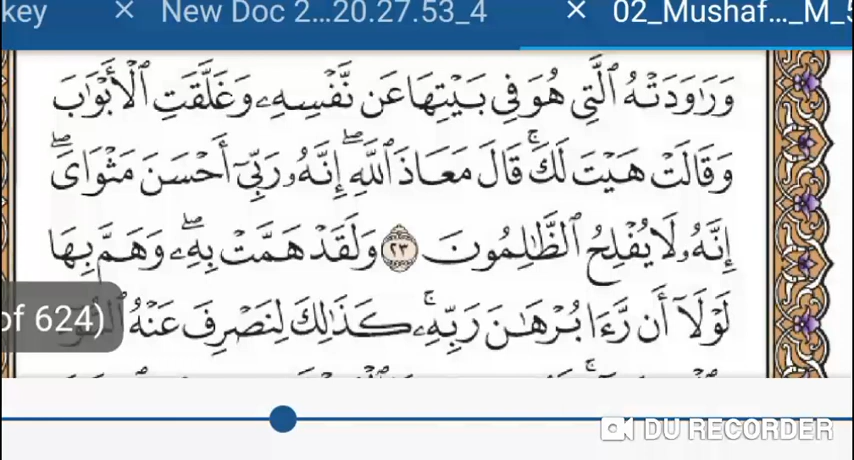 key × New Doc 2...20.27.53_4 × 02_Mushaf..._M_5
وَرَٰوَدَتْهُ ٱلَّتِى هُوَ فِى بَيْتِهَا عَن نَّفْسِهِۦ وَغَلَّقَتِ ٱلْأَبْوَٰبَ
وَقَالَتْ هَيْتَ لَكَ ۚ قَالَ مَعَاذَ ٱللَّهِ ۖ إِنَّهُۥ رَبِّىٓ أَحْسَنَ مَثْوَاىَ ۖ
إِنَّهُۥ لَا يُفْلِحُ ٱلظَّٰلِمُونَ ٢٣ وَلَقَدْ هَمَّتْ بِهِۦ ۖ وَهَمَّ بِهَا
لَوْلَآ أَن رَّءَا بُرْهَٰنَ رَبِّهِۦ ۚ كَذَٰلِكَ لِنَصْرِفَ عَنْهُ
of 624)
DU RECORDER